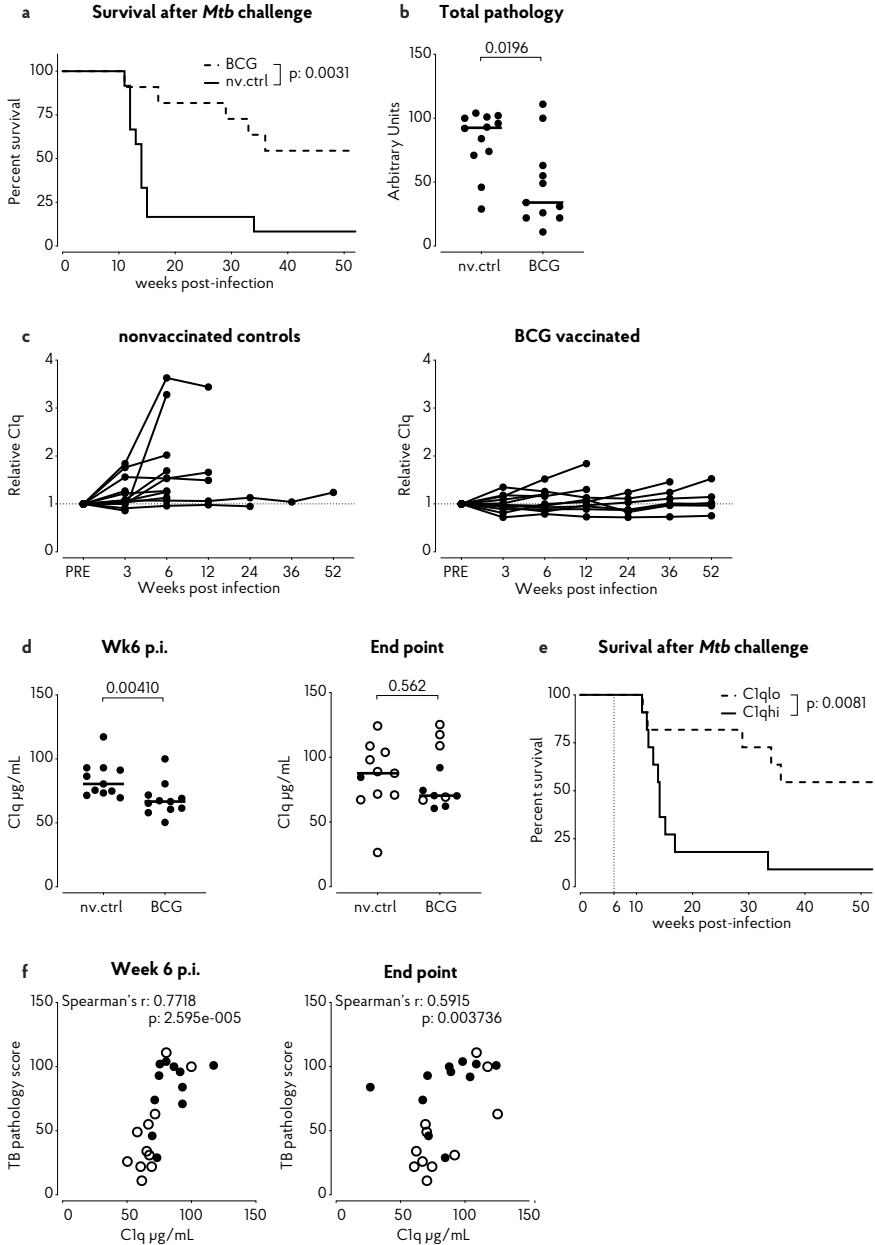 a Survival after Mtb challenge
Percent survival
100
75
50
25
0
BCG
nv.ctrl
p: 0.0031
0 10 20 30 40 50
weeks post-infection
b Total pathology
Arbitrary Units
150
100
50
0
0.0196
nv.ctrl BCG
c nonvaccinated controls
Relative C1q
4
3
2
1
0
PRE 3 6 12 24 36 52
Weeks post infection
BCG vaccinated
Relative C1q
4
3
2
1
0
PRE 3 6 12 24 36 52
Weeks post infection
d Wk6 p.i.
C1q µg/mL
150
100
50
0
0.00410
nv.ctrl BCG
End point
C1q µg/mL
150
100
50
0
0.562
nv.ctrl BCG
e Surival after Mtb challenge
Percent survival
100
75
50
25
0
C1qlo
C1qhi
p: 0.0081
0 6 10 20 30 40 50
weeks post-infection
f Week 6 p.i.
TB pathology score
150
100
50
0
Spearman's r: 0.7718
p: 2.595e-005
0 50 100 150
C1q µg/mL
End point
TB pathology score
150
100
50
0
Spearman's r: 0.5915
p: 0.003736
0 50 100 150
C1q µg/mL